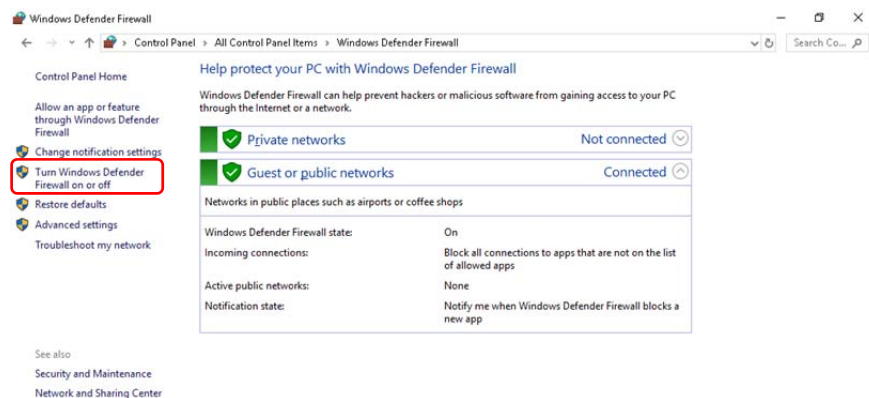 Windows Defender Firewall
Control Panel > All Control Panel Items > Windows Defender Firewall
Search Co...
Control Panel Home
Allow an app or feature
through Windows Defender
Firewall
Change notification settings
Turn Windows Defender
Firewall on or off
Restore defaults
Advanced settings
Troubleshoot my network
See also
Security and Maintenance
Network and Sharing Center
Help protect your PC with Windows Defender Firewall
Windows Defender Firewall can help prevent hackers or malicious software from gaining access to your PC
through the Internet or a network.
Private networks Not connected
Guest or public networks Connected
Networks in public places such as airports or coffee shops
Windows Defender Firewall state: On
Incoming connections: Block all connections to apps that are not on the list
of allowed apps
Active public networks: None
Notification state: Notify me when Windows Defender Firewall blocks a
new app